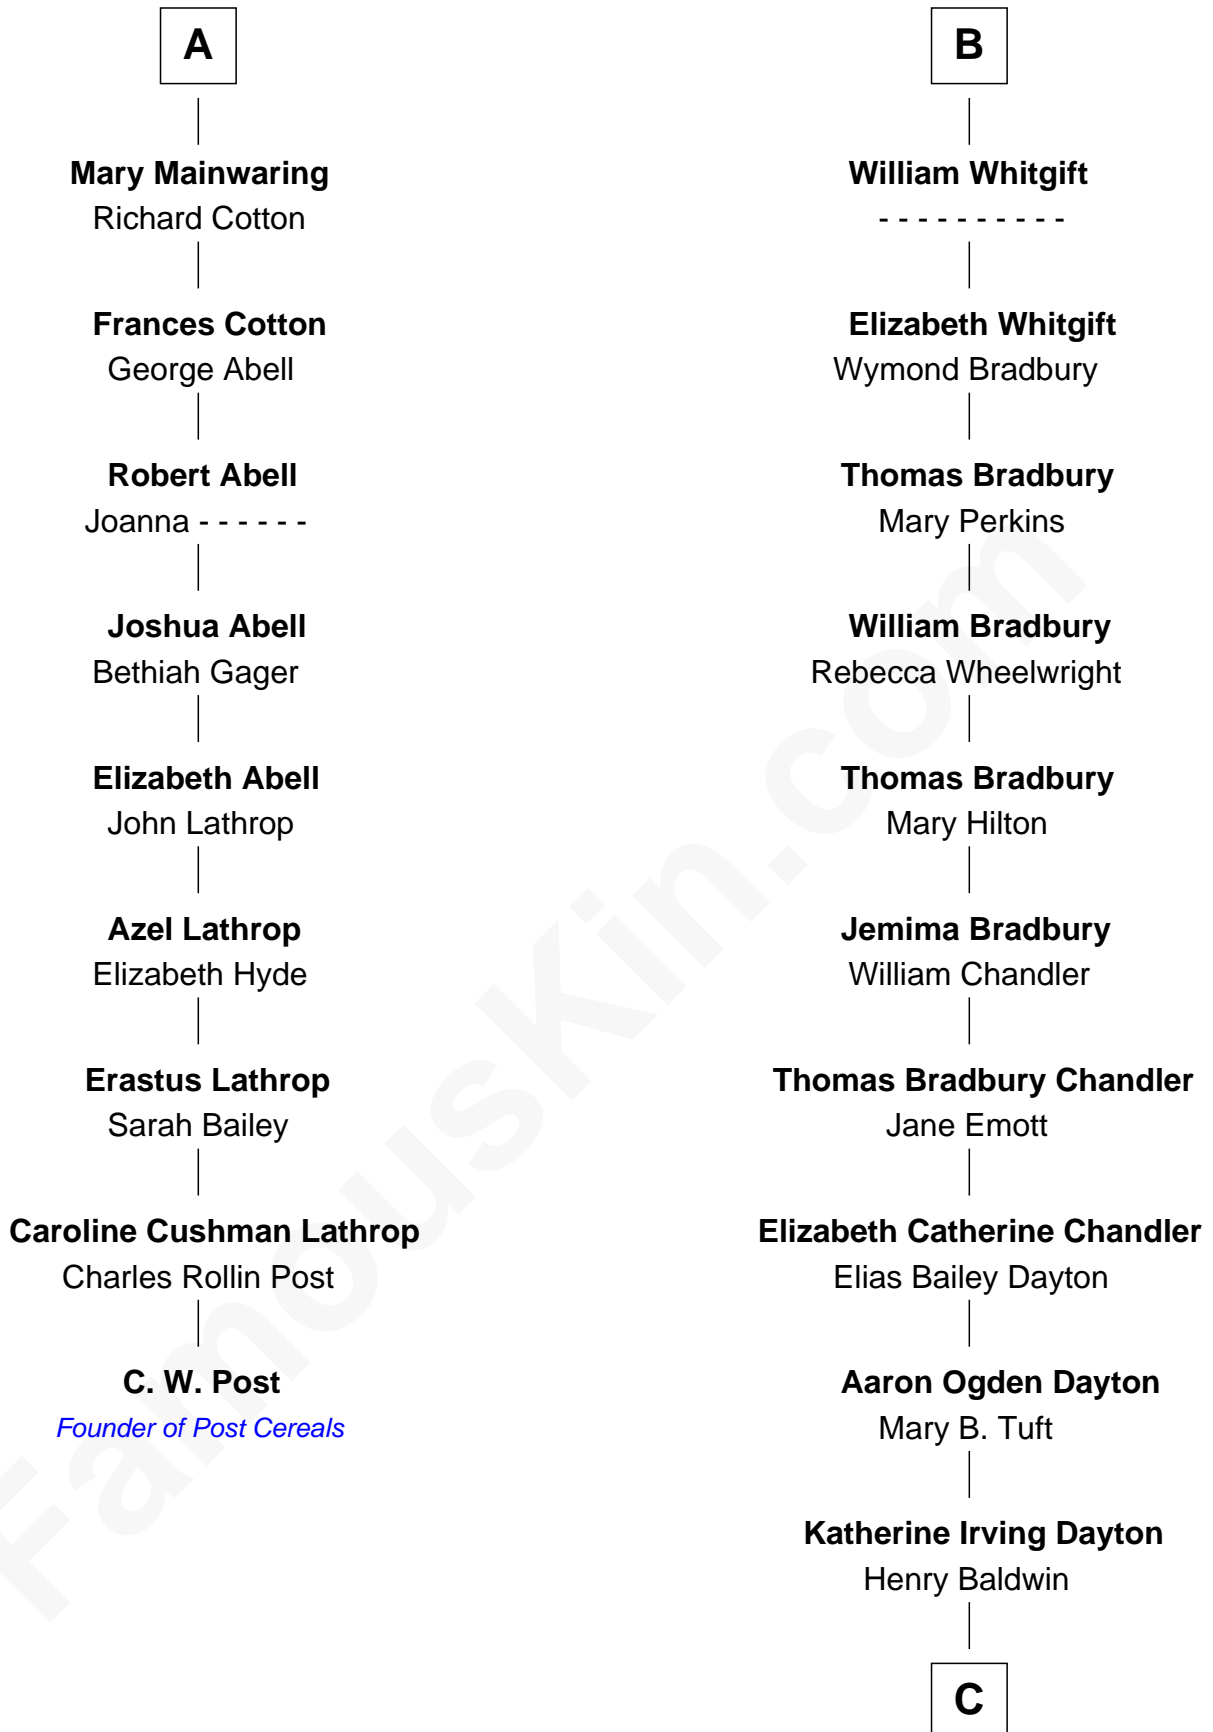 A
Mary Mainwaring
Richard Cotton
Frances Cotton
George Abell
Robert Abell
Joanna - - - - - -
Joshua Abell
Bethiah Gager
Elizabeth Abell
John Lathrop
Azel Lathrop
Elizabeth Hyde
Erastus Lathrop
Sarah Bailey
Caroline Cushman Lathrop
Charles Rollin Post
C. W. Post
Founder of Post Cereals
B
William Whitgift
- - - - - - - - - -
Elizabeth Whitgift
Wymond Bradbury
Thomas Bradbury
Mary Perkins
William Bradbury
Rebecca Wheelwright
Thomas Bradbury
Mary Hilton
Jemima Bradbury
William Chandler
Thomas Bradbury Chandler
Jane Emott
Elizabeth Catherine Chandler
Elias Bailey Dayton
Aaron Ogden Dayton
Mary B. Tuft
Katherine Irving Dayton
Henry Baldwin
C
FamousKin.com